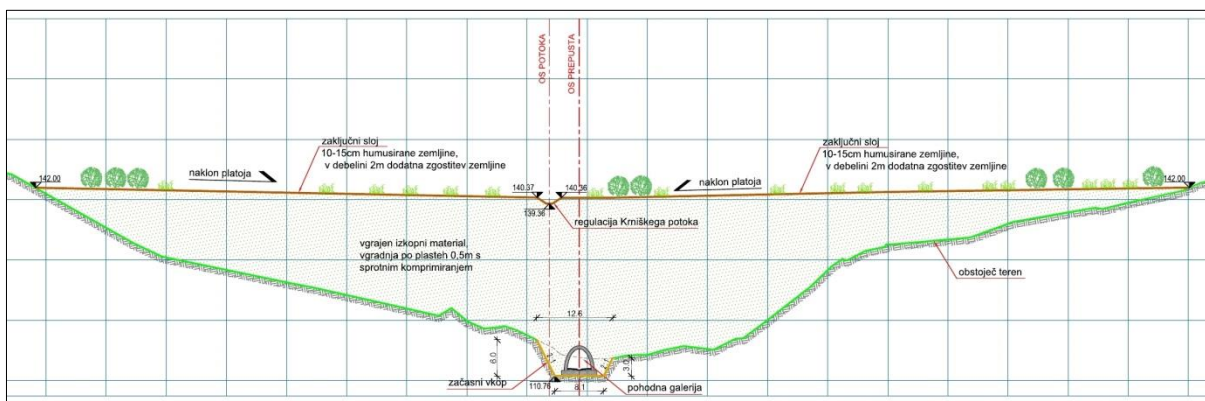 OS POTOKA
OS PREPUSTA
zaključni sloj
10-15cm humusirane zemljine,
v debelini 2m dodatna zgostitev zemljine
zaključni sloj
10-15cm humusirane zemljine,
v debelini 2m dodatna zgostitev zemljine
142.00
naklon platoja
140.37
140.36
naklon platoja
142.00
139.36
regulacija Krniškega potoka
vgrajen izkopni material,
vgradnja po plasteh 0,5m s
sprotnim komprimiranjem
obstoječ teren
12.6
6.0
3.0
začasni vkop
110.76
6.1
pohodna galerija